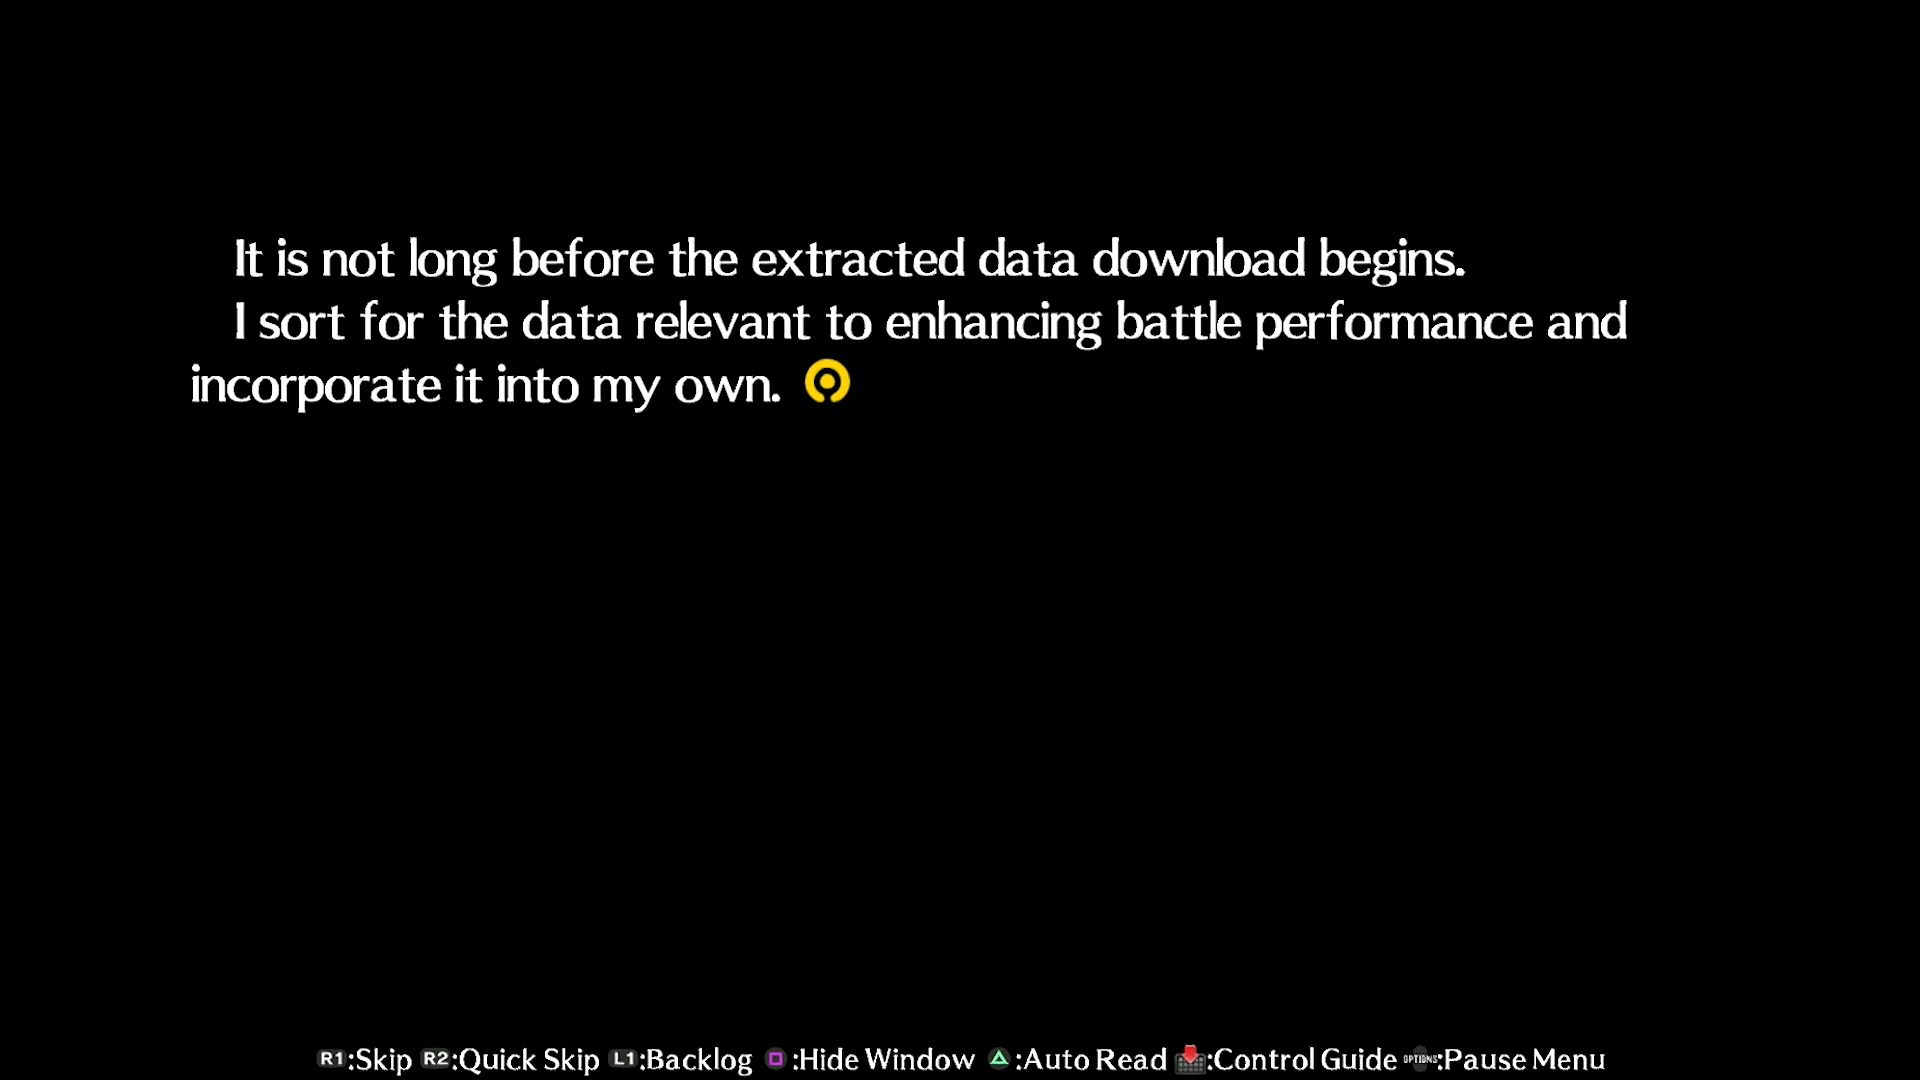 It is not long before the extracted data download begins.
I sort for the data relevant to enhancing battle performance and
incorporate it into my own.
R1:Skip R2:Quick Skip L1:Backlog :Hide Window :Auto Read :Control Guide OPTIONS:Pause Menu